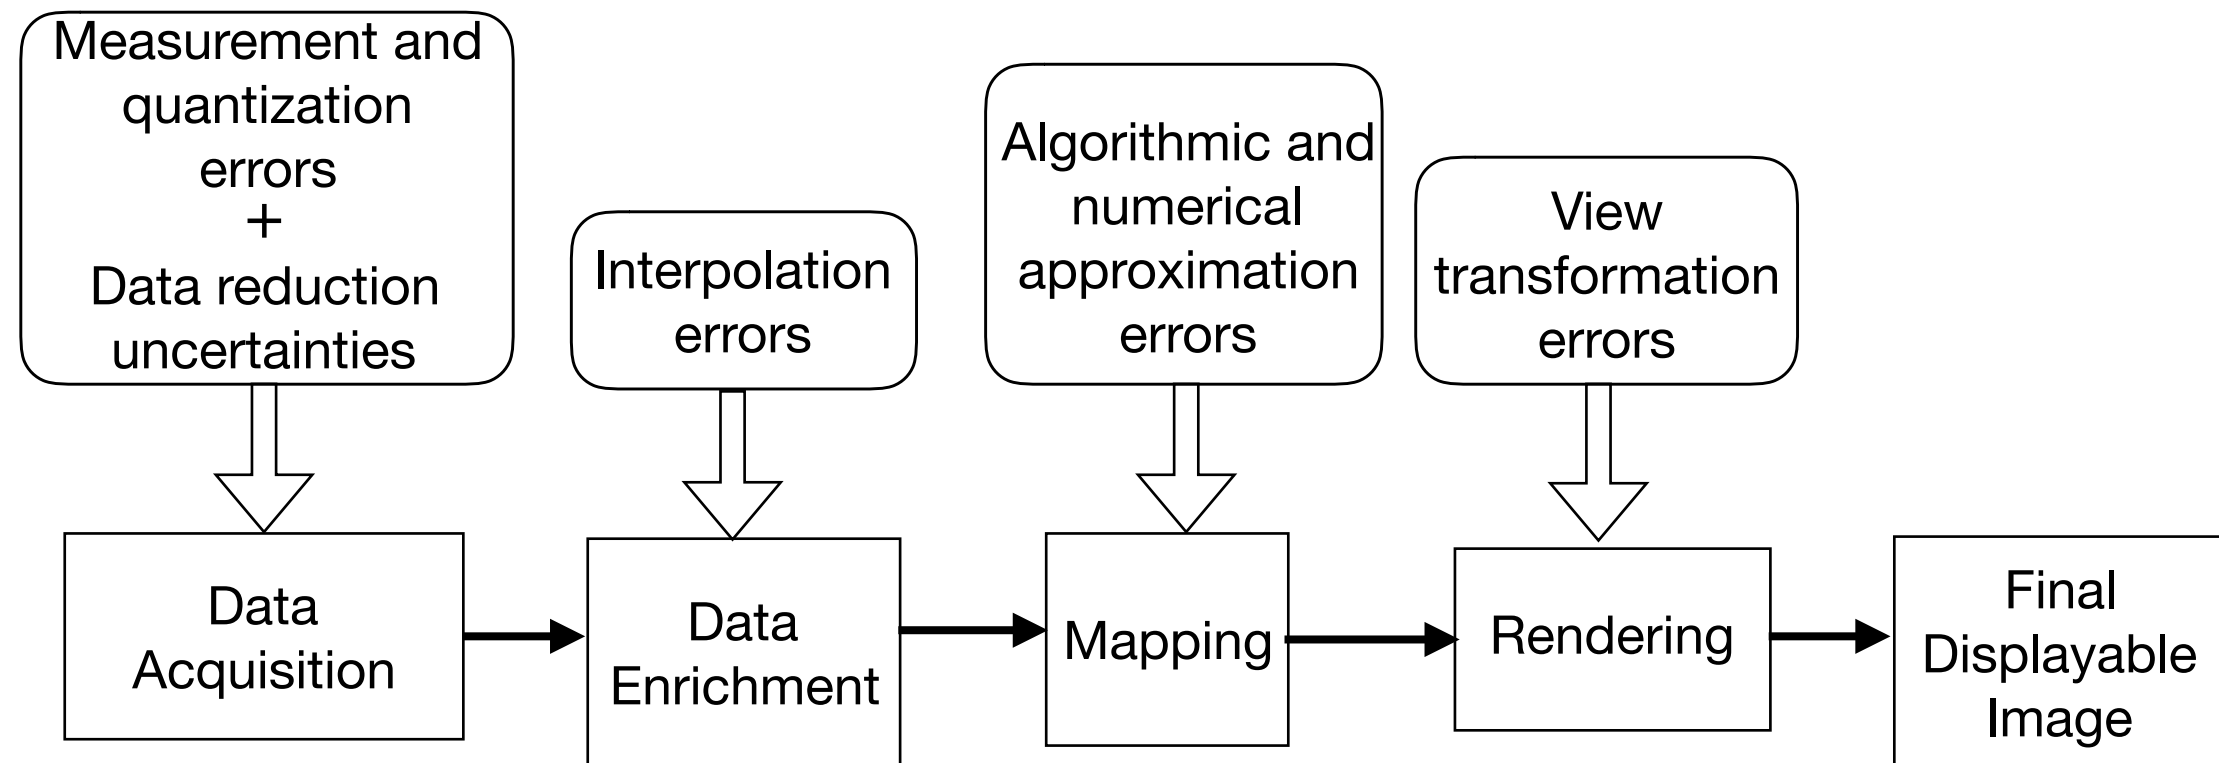 Measurement and
quantization
errors
+
Data reduction
uncertainties
Interpolation
errors
Algorithmic and
numerical
approximation
errors
View
transformation
errors
Data
Acquisition
Data
Enrichment
Mapping
Rendering
Final
Displayable
Image